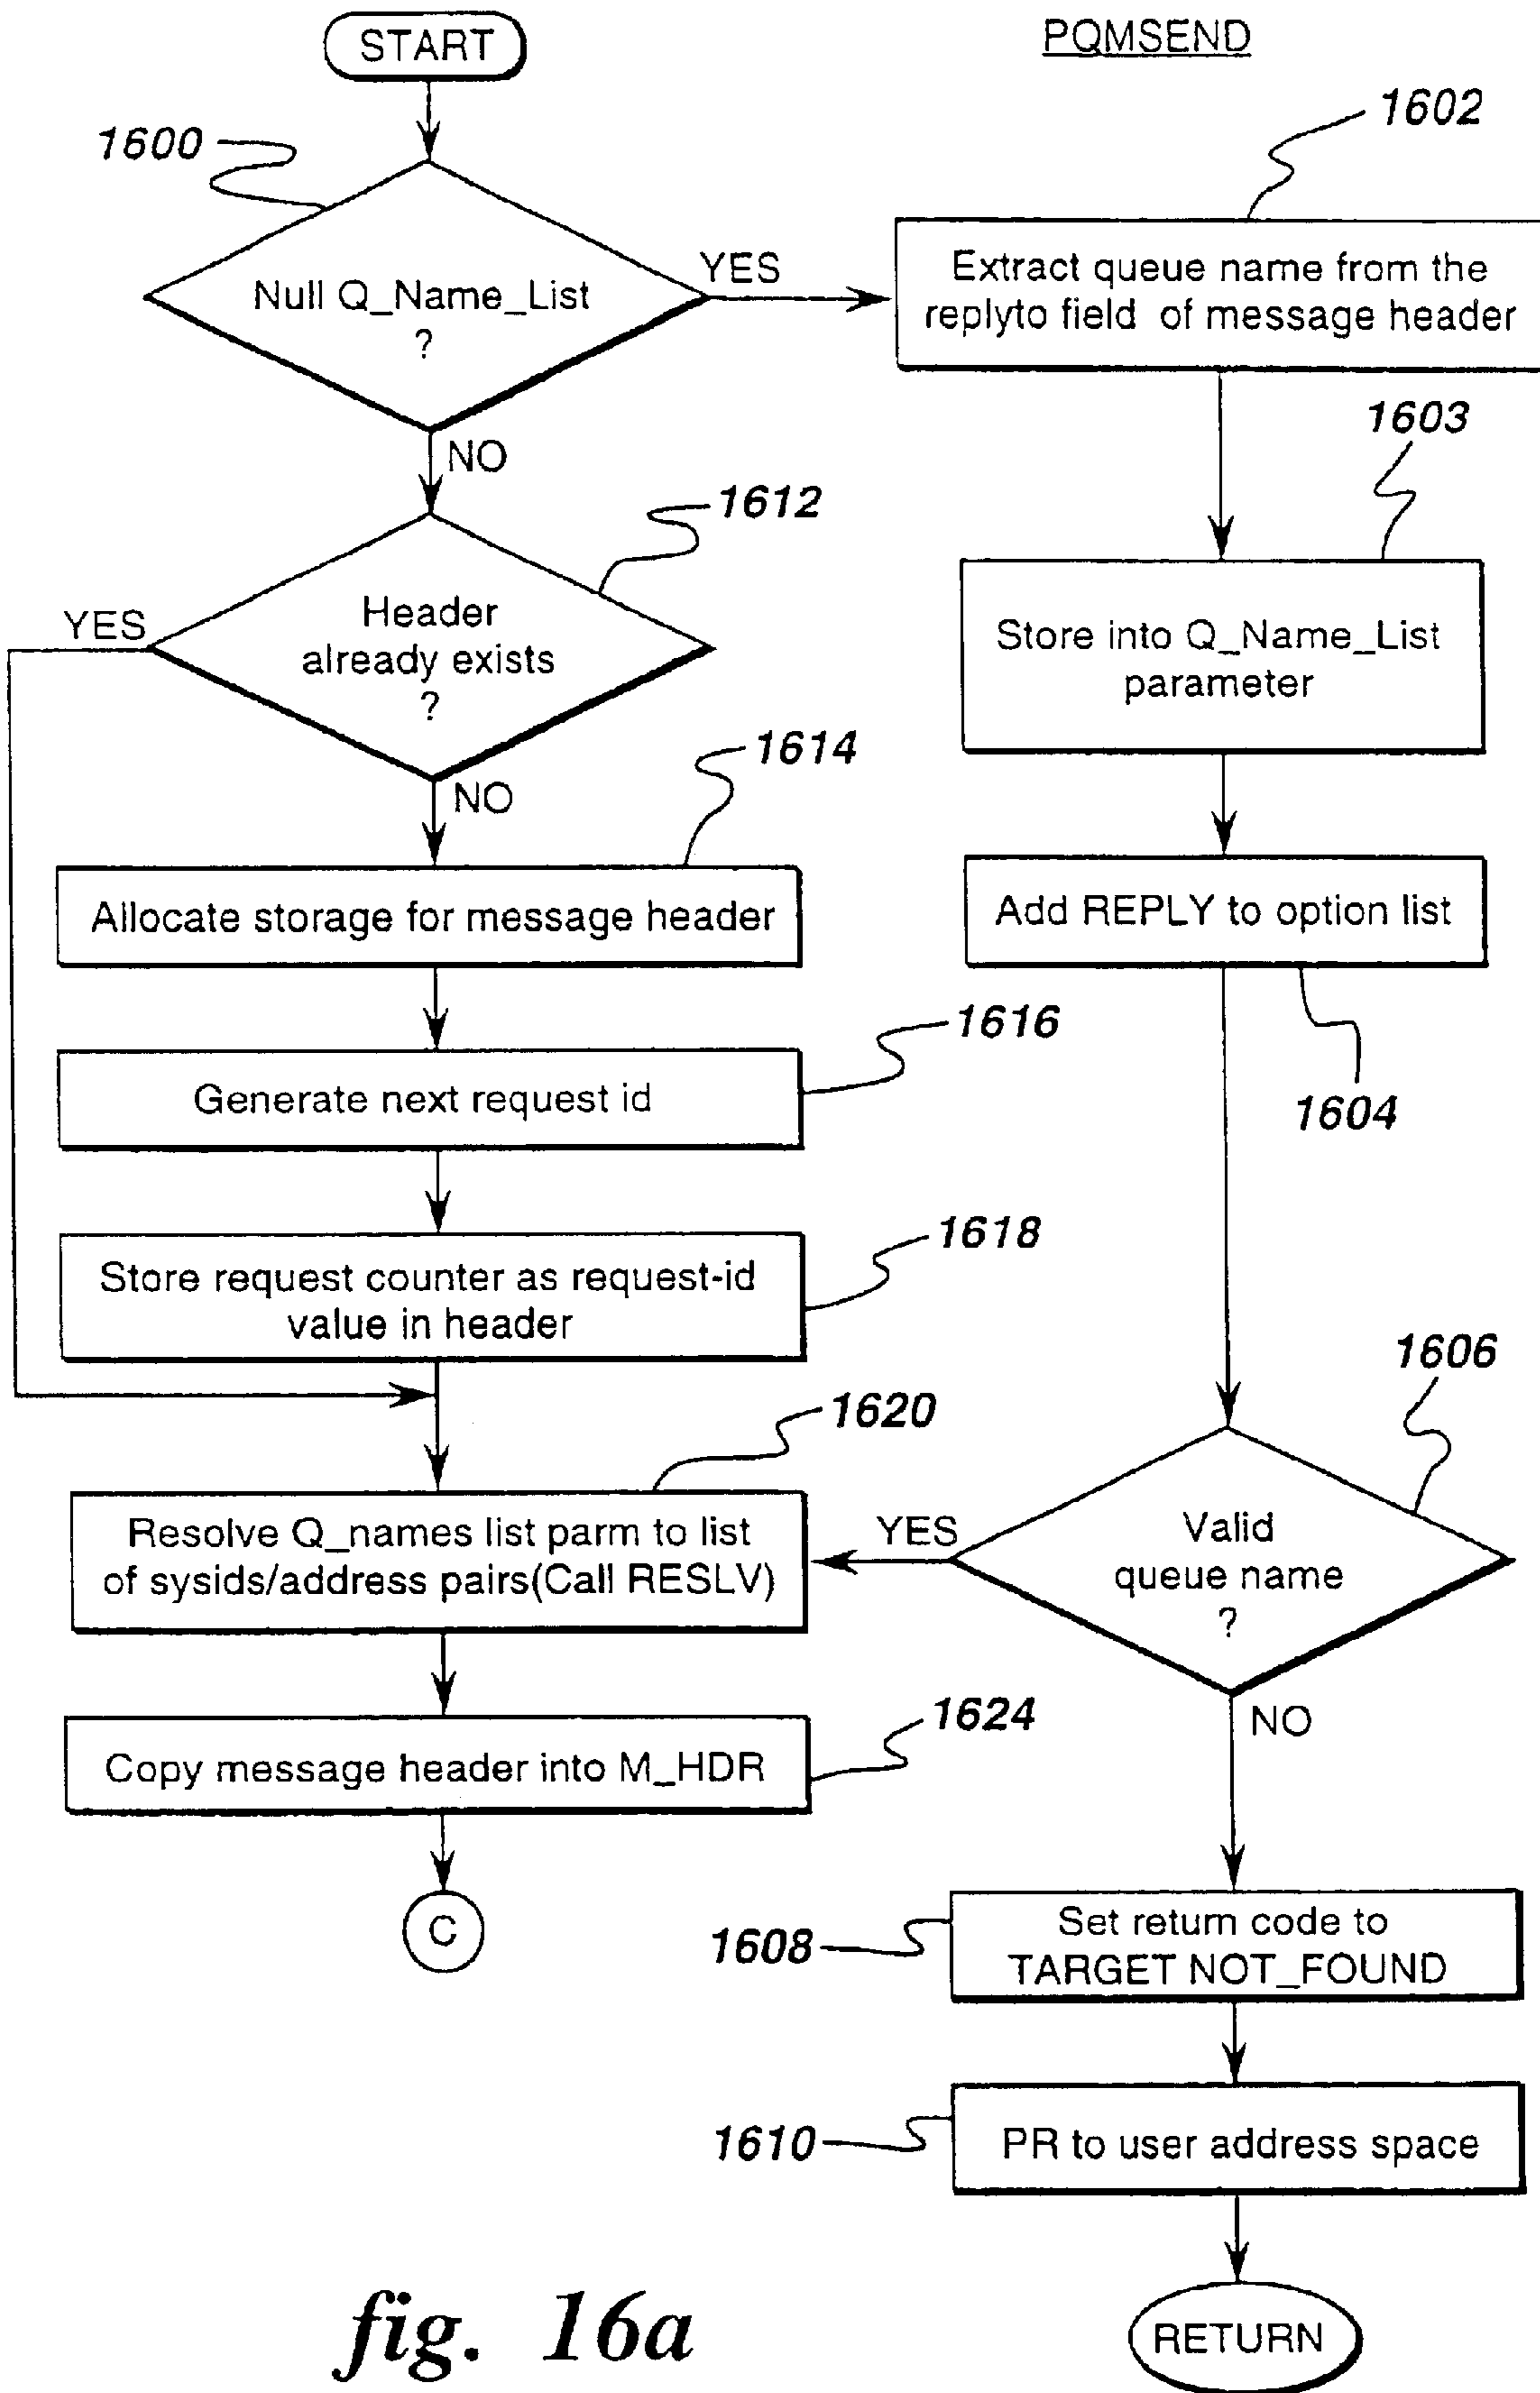 START
PQMSEND
1600
1602
Null Q_Name_List
?
YES
Extract queue name from the
replyto field of message header
NO
1603
1612
Header
already exists
?
YES
Store into Q_Name_List
parameter
NO
1614
Allocate storage for message header
Add REPLY to option list
1616
1604
Generate next request id
1618
Store request counter as request-id
value in header
1606
1620
Resolve Q_names list parm to list
of sysids/address pairs(Call RESLV)
YES
Valid
queue name
?
NO
1624
Copy message header into M_HDR
C
1608
Set return code to
TARGET NOT_FOUND
1610
PR to user address space
RETURN
fig. 16a